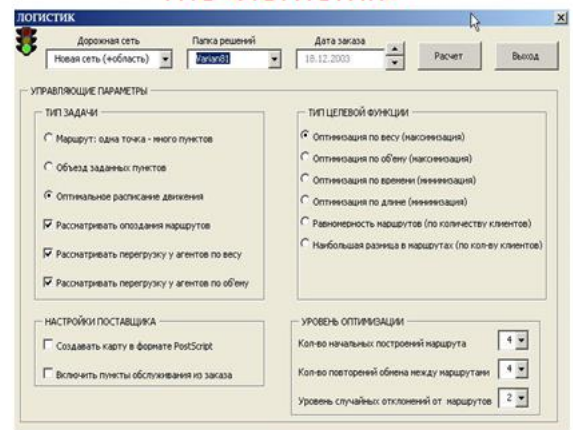 ЛОГИСТИК
Дорожная сеть Папка решений Дата заказа
Новая сеть (+область) Varian81 18.12.2003 Расчет Выход
УПРАВЛЯЮЩИЕ ПАРАМЕТРЫ
ТИП ЗАДАЧИ
Маршрут: одна точка - много пунктов
Объезд заданных пунктов
Оптимальное расписание движения
Рассматривать опоздания маршрутов
Рассматривать перегрузку у агентов по весу
Рассматривать перегрузку у агентов по объему
ТИП ЦЕЛЕВОЙ ФУНКЦИИ
Оптимизация по весу (максимизация)
Оптимизация по объему (максимизация)
Оптимизация по времени (минимизация)
Оптимизация по длине (минимизация)
Равномерность маршрутов (по количеству клиентов)
Наибольшая разница в маршрутах (по кол-ву клиентов)
НАСТРОЙКИ ПОСТАВЩИКА
Создавать карту в формате PostScript
Включить пункты обслуживания из заказа
УРОВЕНЬ ОПТИМИЗАЦИИ
Кол-во начальных построений маршрута 4
Кол-во повторений обмена между маршрутами 4
Уровень случайных отклонений от маршрутов 2